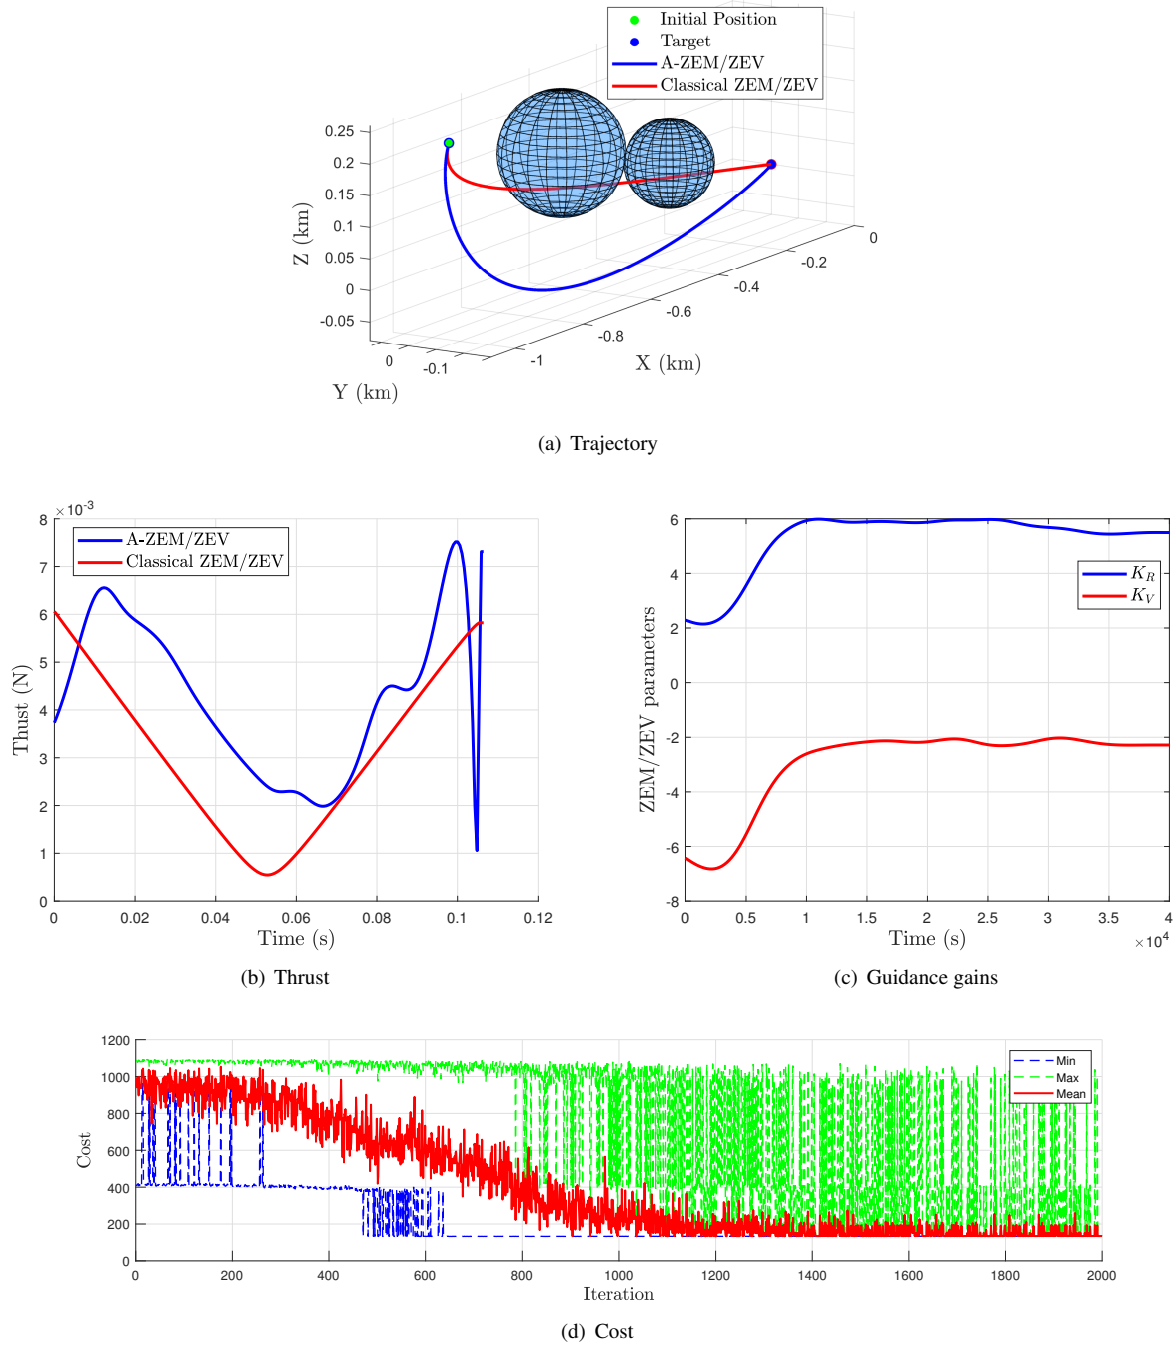 Initial Position
Target
A-ZEM/ZEV
Classical ZEM/ZEV
0.25
0.2
0.15
0.1
0.05
0
-0.05
Z (km)
0
-0.1
Y (km)
-1
-0.8
-0.6
-0.4
-0.2
0
X (km)
(a) Trajectory
×10-3
8
7
6
5
4
3
2
1
0
Thust (N)
A-ZEM/ZEV
Classical ZEM/ZEV
0 0.02 0.04 0.06 0.08 0.1 0.12
Time (s)
(b) Thrust
6
4
2
0
-2
-4
-6
-8
ZEM/ZEV parameters
K_R
K_V
0 0.5 1 1.5 2 2.5 3 3.5 4
Time (s)
×10^4
(c) Guidance gains
1200
1000
800
600
400
200
0
Cost
Min
Max
Mean
0 200 400 600 800 1000 1200 1400 1600 1800 2000
Iteration
(d) Cost